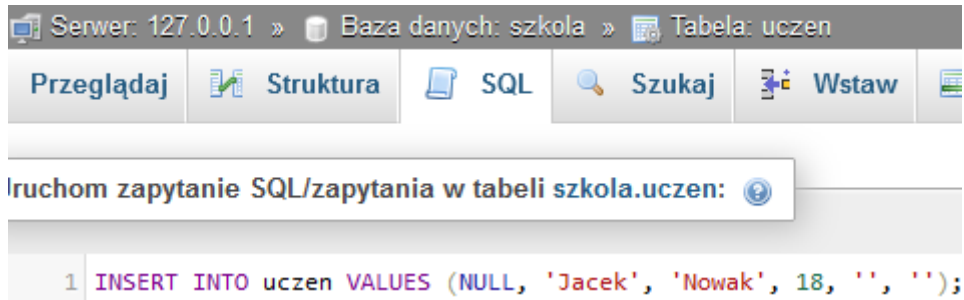 Serwer: 127.0.0.1 » Baza danych: szkola » Tabela: uczen
Przeglądaj Struktura SQL Szukaj Wstaw
zapytanie SQL/zapytania w tabeli szkola.uczen:
1 INSERT INTO uczen VALUES (NULL, 'Jacek', 'Nowak', 18, '', '');